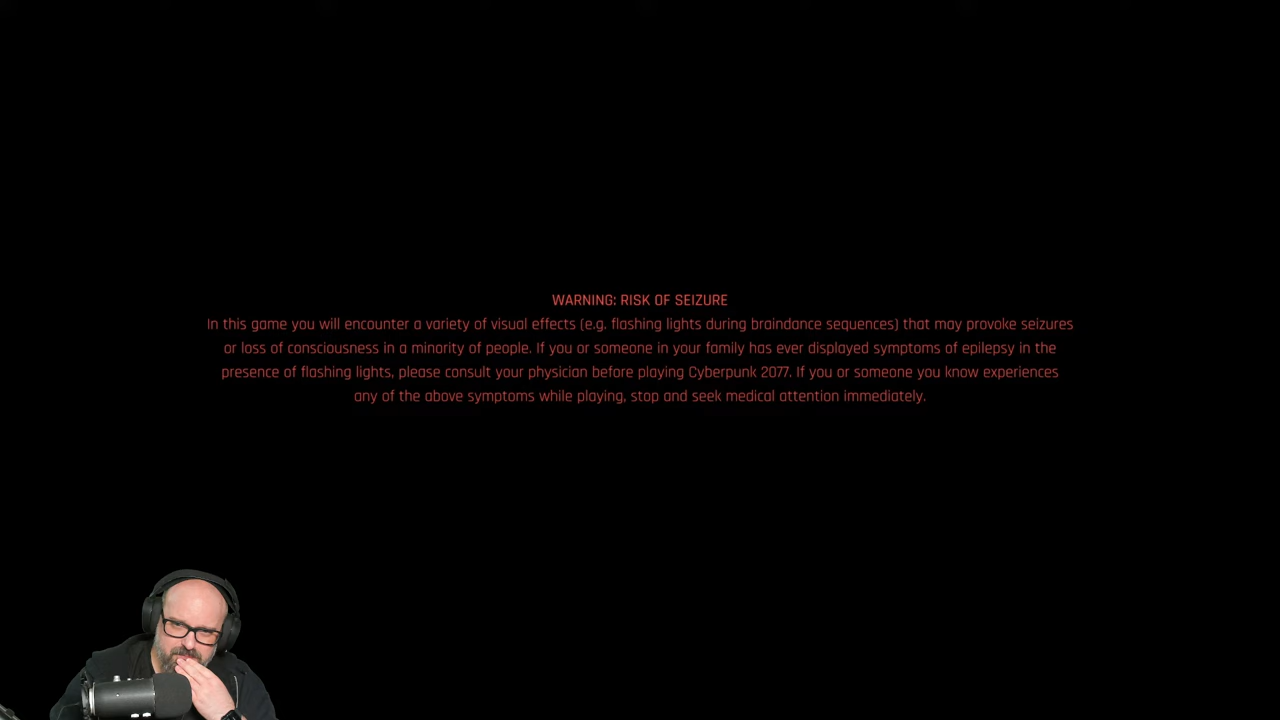 WARNING: RISK OF SEIZURE
In this game you will encounter a variety of visual effects (e.g. flashing lights during braindance sequences) that may provoke seizures
or loss of consciousness in a minority of people. If you or someone in your family has ever displayed symptoms of epilepsy in the
presence of flashing lights, please consult your physician before playing Cyberpunk 2077. If you or someone you know experiences
any of the above symptoms while playing, stop and seek medical attention immediately.